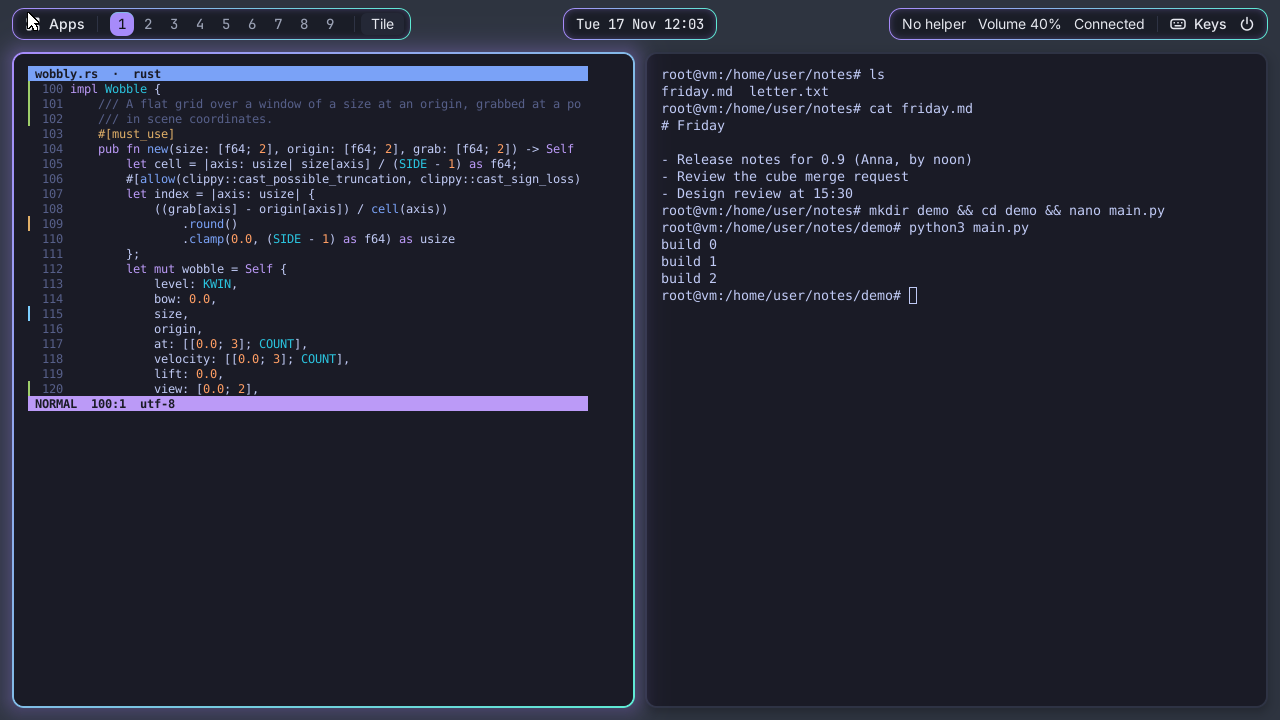 Apps 1 2 3 4 5 6 7 8 9 Tile
Tue 17 Nov 12:03
No helper Volume 40% Connected Keys
wobbly.rs · rust
100 impl Wobble {
101     /// A flat grid over a window of a size at an origin, grabbed at a po
102     /// in scene coordinates.
103     #[must_use]
104     pub fn new(size: [f64; 2], origin: [f64; 2], grab: [f64; 2]) -> Self
105         let cell = |axis: usize| size[axis] / (SIDE - 1) as f64;
106         #[allow(clippy::cast_possible_truncation, clippy::cast_sign_loss)
107         let index = |axis: usize| {
108             ((grab[axis] - origin[axis]) / cell(axis))
109                 .round()
110                 .clamp(0.0, (SIDE - 1) as f64) as usize
111         };
112         let mut wobble = Self {
113             level: KWIN,
114             bow: 0.0,
115             size,
116             origin,
117             at: [[0.0; 3]; COUNT],
118             velocity: [[0.0; 3]; COUNT],
119             lift: 0.0,
120             view: [0.0; 2],
NORMAL 100:1 utf-8
root@vm:/home/user/notes# ls
friday.md  letter.txt
root@vm:/home/user/notes# cat friday.md
# Friday

- Release notes for 0.9 (Anna, by noon)
- Review the cube merge request
- Design review at 15:30
root@vm:/home/user/notes# mkdir demo && cd demo && nano main.py
root@vm:/home/user/notes/demo# python3 main.py
build 0
build 1
build 2
root@vm:/home/user/notes/demo#